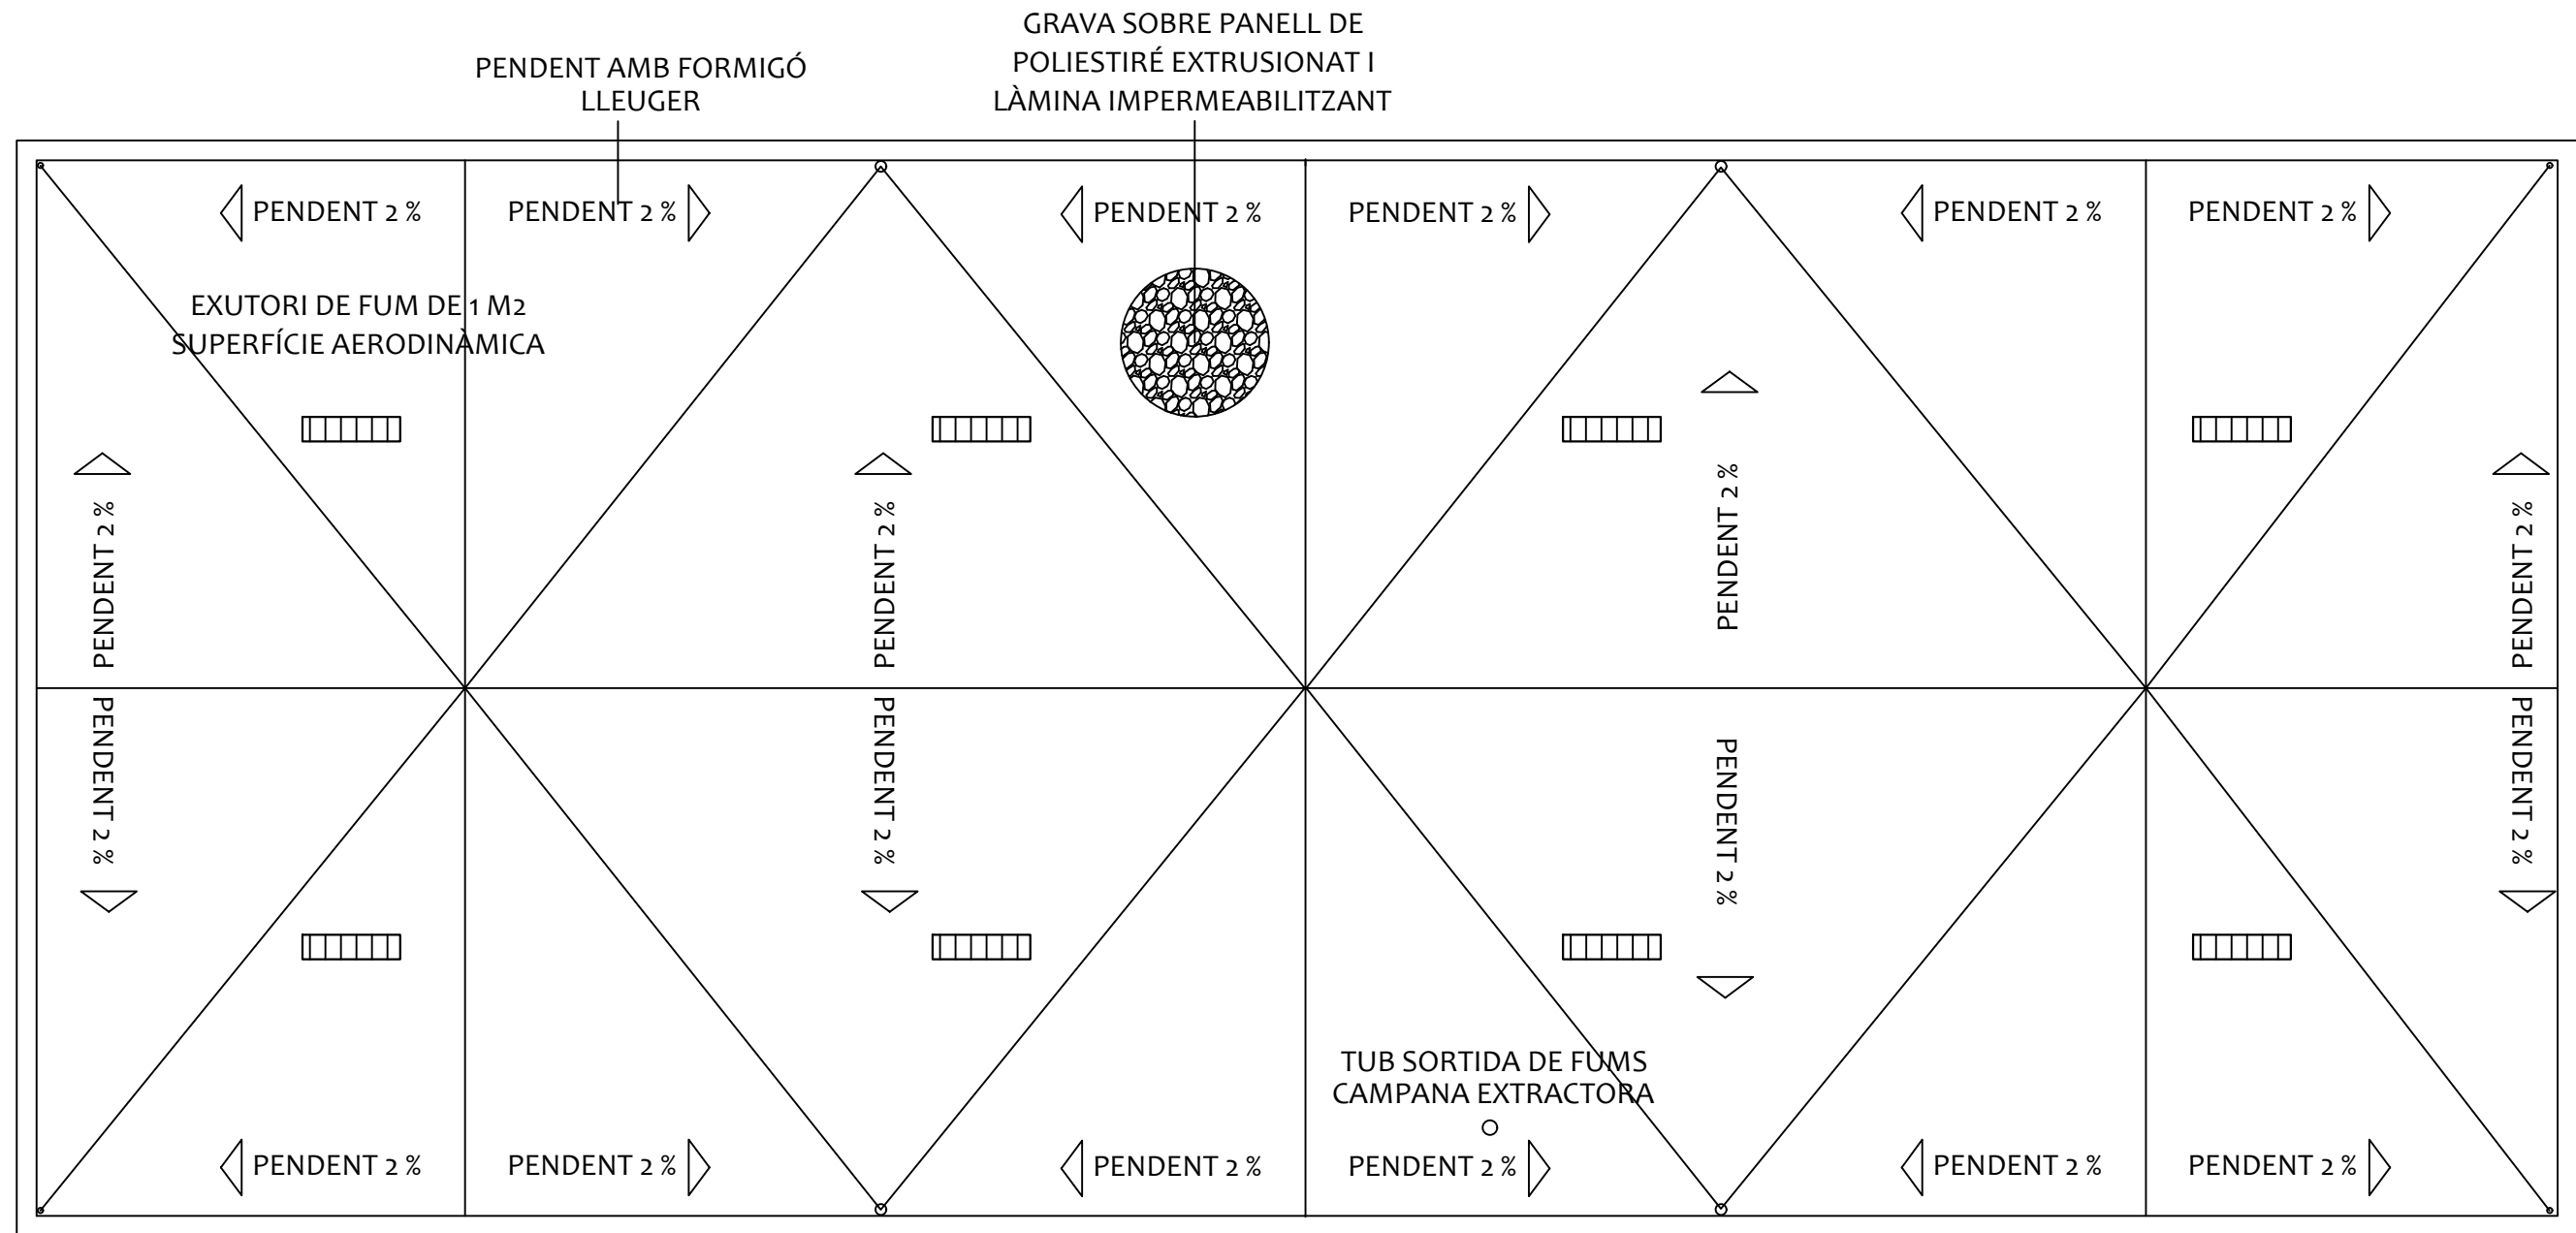 GRAVA SOBRE PANELL DE
POLIESTIRÉ EXTRUSIONAT I
LÀMINA IMPERMEABILITZANT
PENDENT AMB FORMIGÓ
LLEUGER
PENDENT 2 %
PENDENT 2 %
PENDENT 2 %
PENDENT 2 %
PENDENT 2 %
PENDENT 2 %
EXUTORI DE FUM DE 1 M2
SUPERFÍCIE AERODINÀMICA
PENDENT 2 %
PENDENT 2 %
PENDENT 2 %
PENDENT 2 %
PENDENT 2 %
PENDENT 2 %
PENDENT 2 %
PENDENT 2 %
TUB SORTIDA DE FUMS
CAMPANA EXTRACTORA
PENDENT 2 %
PENDENT 2 %
PENDENT 2 %
PENDENT 2 %
PENDENT 2 %
PENDENT 2 %